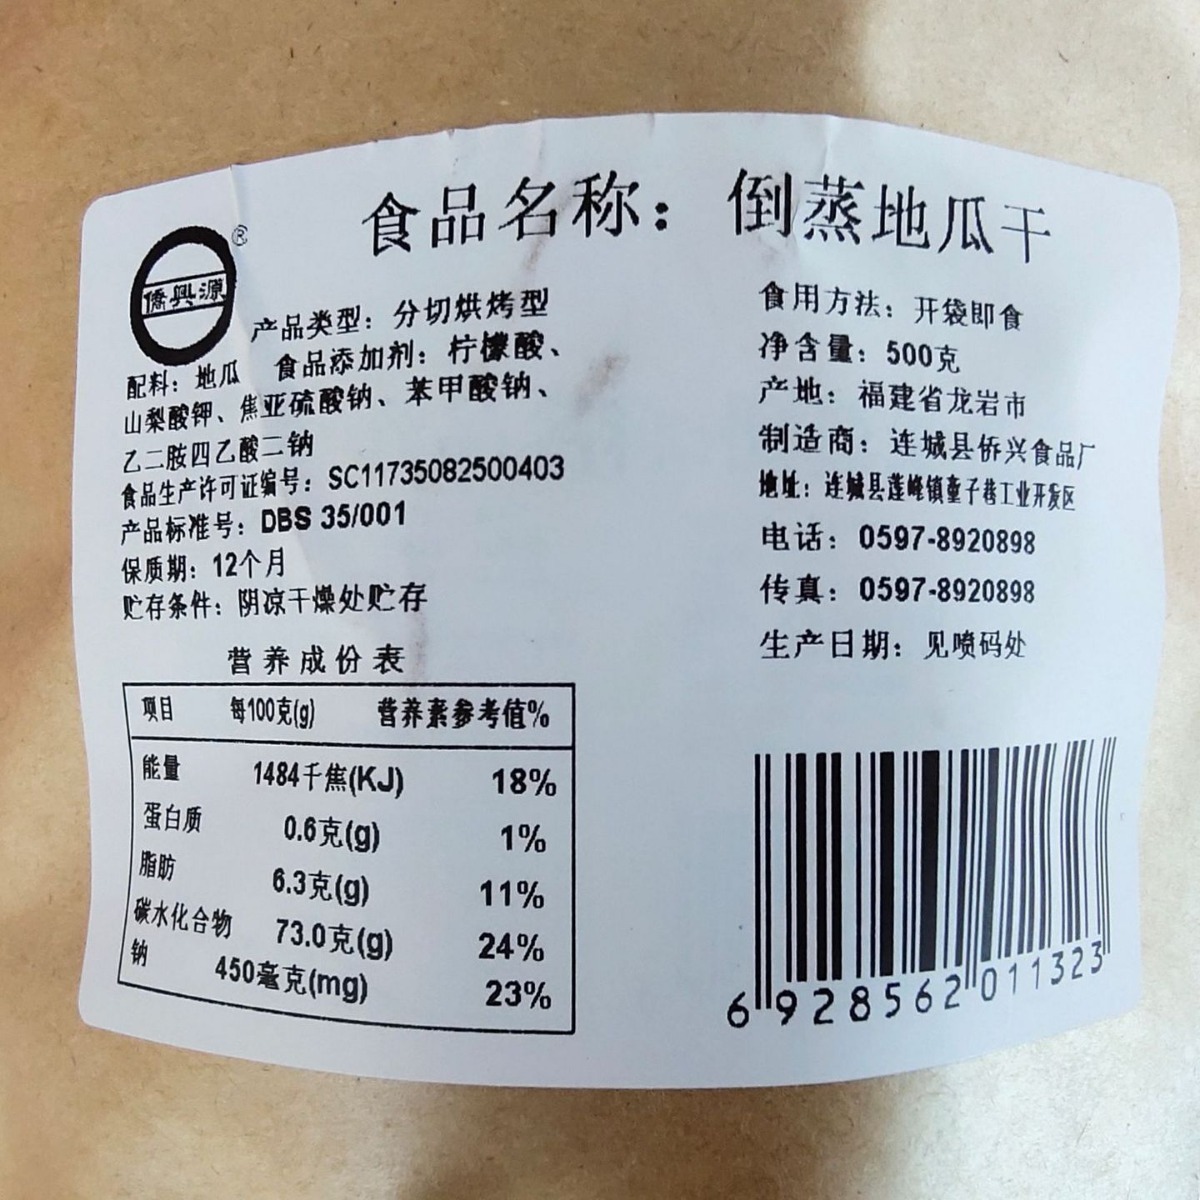 食品名称：倒蒸地瓜干
僑興源®
产品类型：分切烘烤型
配料：地瓜 食品添加剂：柠檬酸、
山梨酸钾、焦亚硫酸钠、苯甲酸钠、
乙二胺四乙酸二钠
食品生产许可证编号：SC11735082500403
产品标准号：DBS 35/001
保质期：12个月
贮存条件：阴凉干燥处贮存
食用方法：开袋即食
净含量：500克
产地：福建省龙岩市
制造商：连城县侨兴食品厂
地址：连城县莲峰镇童子巷工业开发区
电话：0597-8920898
传真：0597-8920898
生产日期：见喷码处
营养成份表
项目 每100克(g) 营养素参考值%
能量 1484千焦(KJ) 18%
蛋白质 0.6克(g) 1%
脂肪 6.3克(g) 11%
碳水化合物 73.0克(g) 24%
钠 450毫克(mg) 23%
6 928562 011323